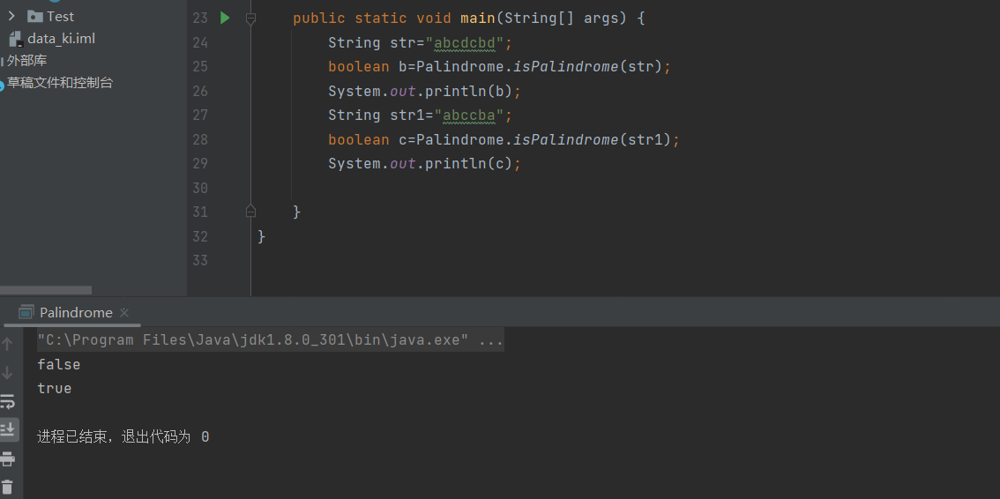 Test
data_ki.iml
外部库
草稿文件和控制台
23 public static void main(String[] args) {
24 String str="abcdcbd";
25 boolean b=Palindrome.isPalindrome(str);
26 System.out.println(b);
27 String str1="abccba";
28 boolean c=Palindrome.isPalindrome(str1);
29 System.out.println(c);
30
31 }
32 }
33
Palindrome
"C:\Program Files\Java\jdk1.8.0_301\bin\java.exe" ...
false
true
进程已结束，退出代码为 0